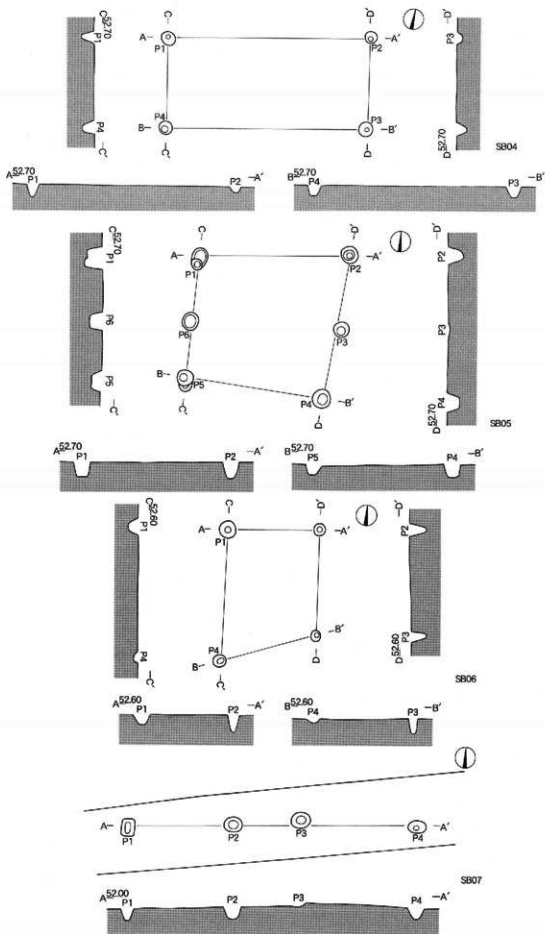 C 52.70 P1 P4 C'
C C'
A P1 P2 A'
B P4 P3 B'
C' D
D' D'
P3 52.70 D
SB04
A 52.70 P1 P2 A'
B 52.70 P4 P3 B'
C 52.70 P1 P6 P5 C'
C D'
A P1 P2 A'
P6 P3
B P5 P4 B'
C' D
D' P2 P3 P4 52.70 D
SB05
A 52.70 P1 P2 A'
B 52.70 P5 P4 B'
C 52.60 P1 P4 C'
C D'
A P1 A'
B P4 B'
C' D
D' P2 P3 52.60 D
SB06
A 52.60 P1 P2 A'
B 52.60 P4 P3 B'
A P1 P2 P3 P4 A'
SB07
A 52.00 P1 P2 P3 P4 A'